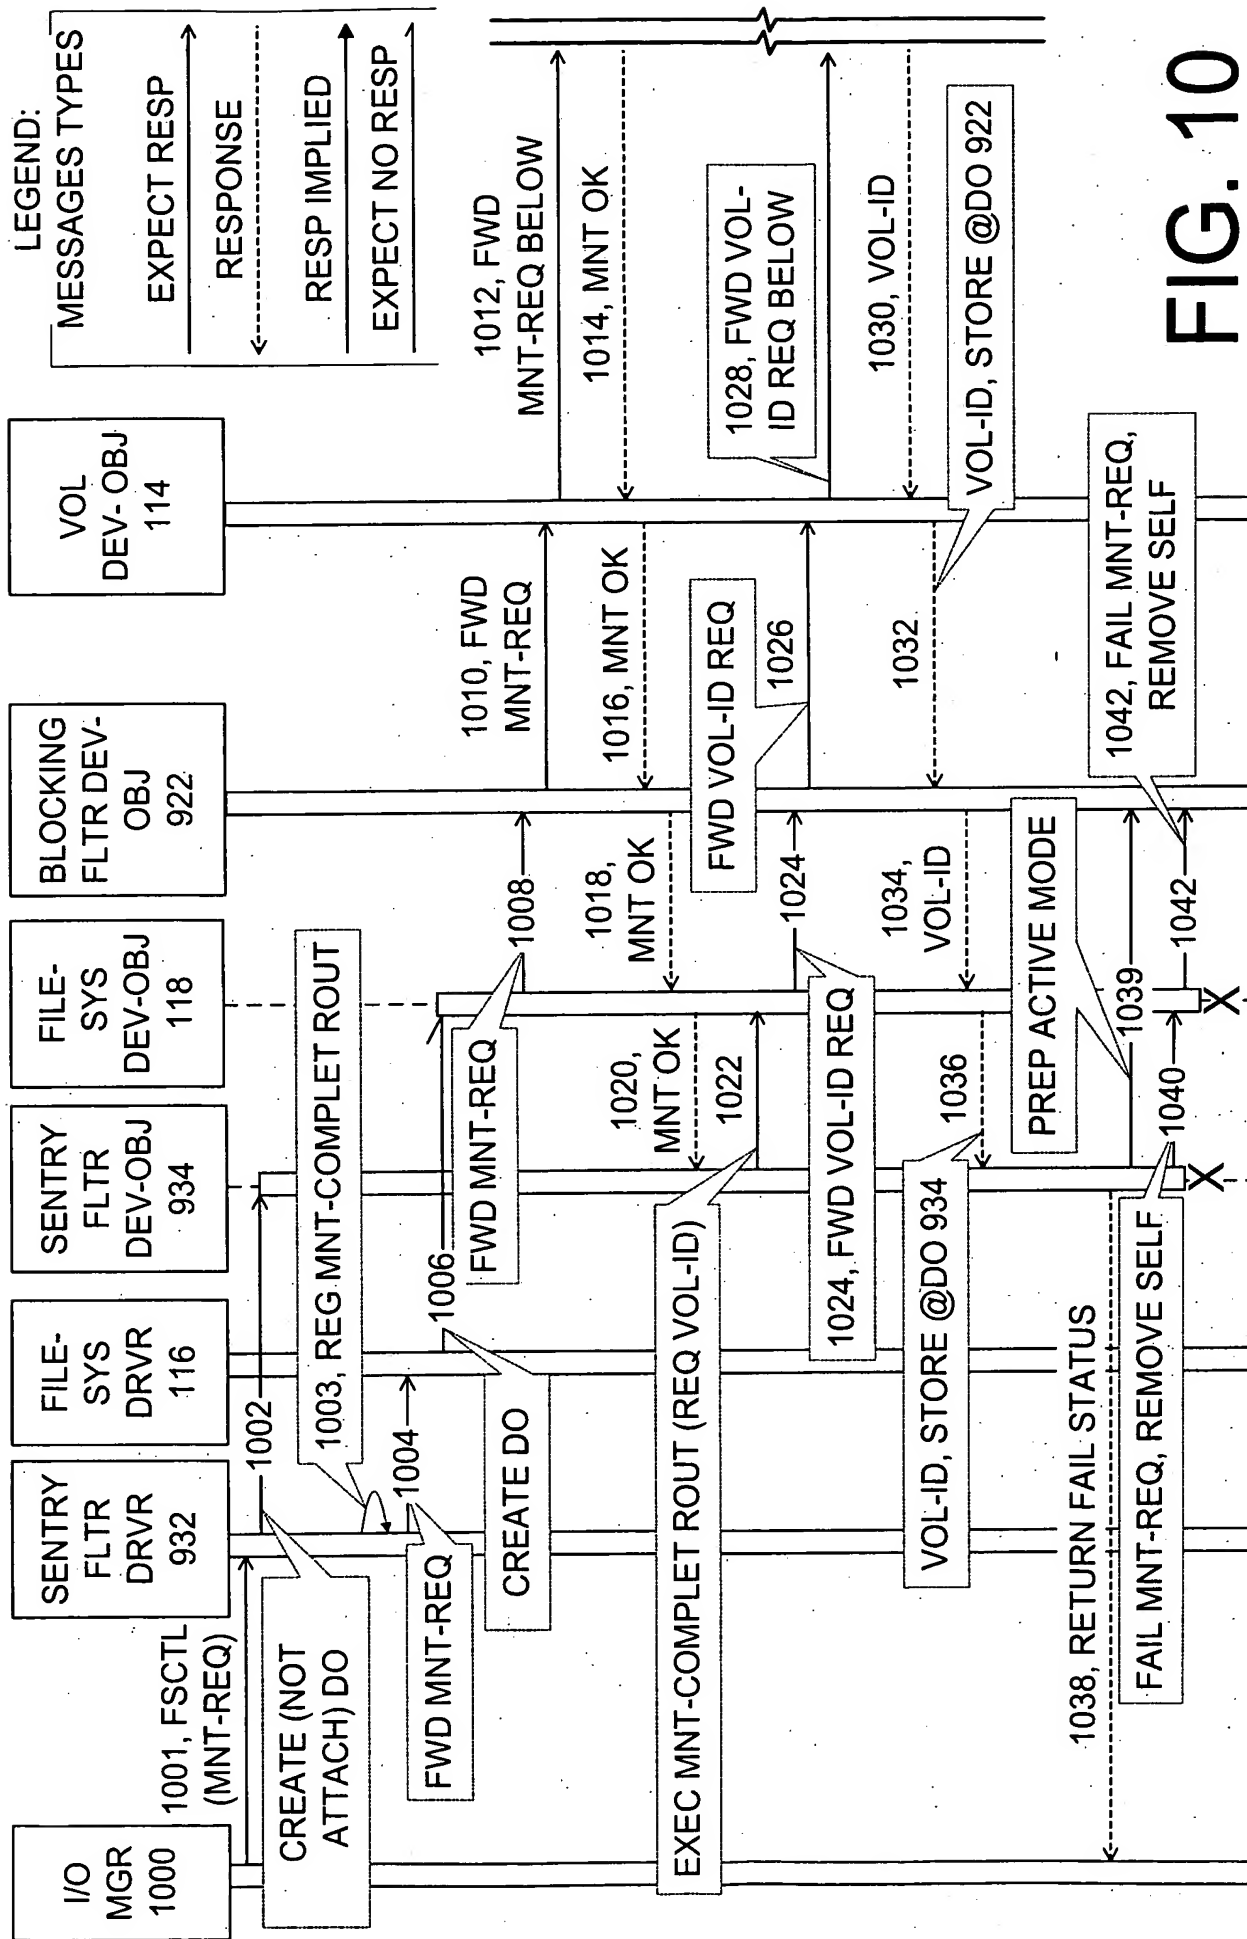 LEGEND:
MESSAGES TYPES
EXPECT RESP
RESPONSE
RESP IMPLIED
EXPECT NO RESP
I/O
MGR
1000
SENTRY
FLTR
DRVR
932
FILE-
SYS
DRVR
116
SENTRY
FLTR
DEV-OBJ
934
FILE-
SYS
DEV-OBJ
118
BLOCKING
FLTR DEV-
OBJ
922
VOL
DEV- OBJ
114
1001, FSCTL
(MNT-REQ)
1002
CREATE (NOT
ATTACH) DO
1003, REG MNT-COMPLET ROUT
1004
FWD MNT-REQ
1006
CREATE DO
1008
FWD MNT-REQ
1010, FWD
MNT-REQ
1012, FWD
MNT-REQ BELOW
1014, MNT OK
1016, MNT OK
1018,
MNT OK
1020,
MNT OK
1022
EXEC MNT-COMPLET ROUT (REQ VOL-ID)
1024
1024, FWD VOL-ID REQ
FWD VOL-ID REQ
1026
1028, FWD VOL-
ID REQ BELOW
1030, VOL-ID
VOL-ID, STORE @DO 922
1032
1034,
VOL-ID
1036
VOL-ID, STORE @DO 934
1038, RETURN FAIL STATUS
PREP ACTIVE MODE
1039
1040
FAIL MNT-REQ, REMOVE SELF
1042
1042, FAIL MNT-REQ,
REMOVE SELF
X
X
FIG. 10